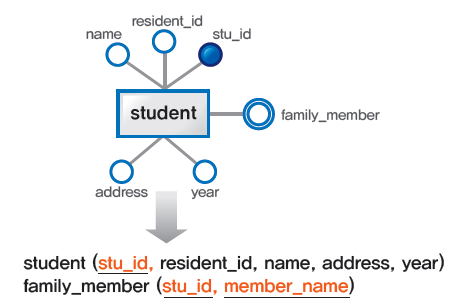 resident_id
name
stu_id
student
family_member
address
year
student (stu_id, resident_id, name, address, year)
family_member (stu_id, member_name)